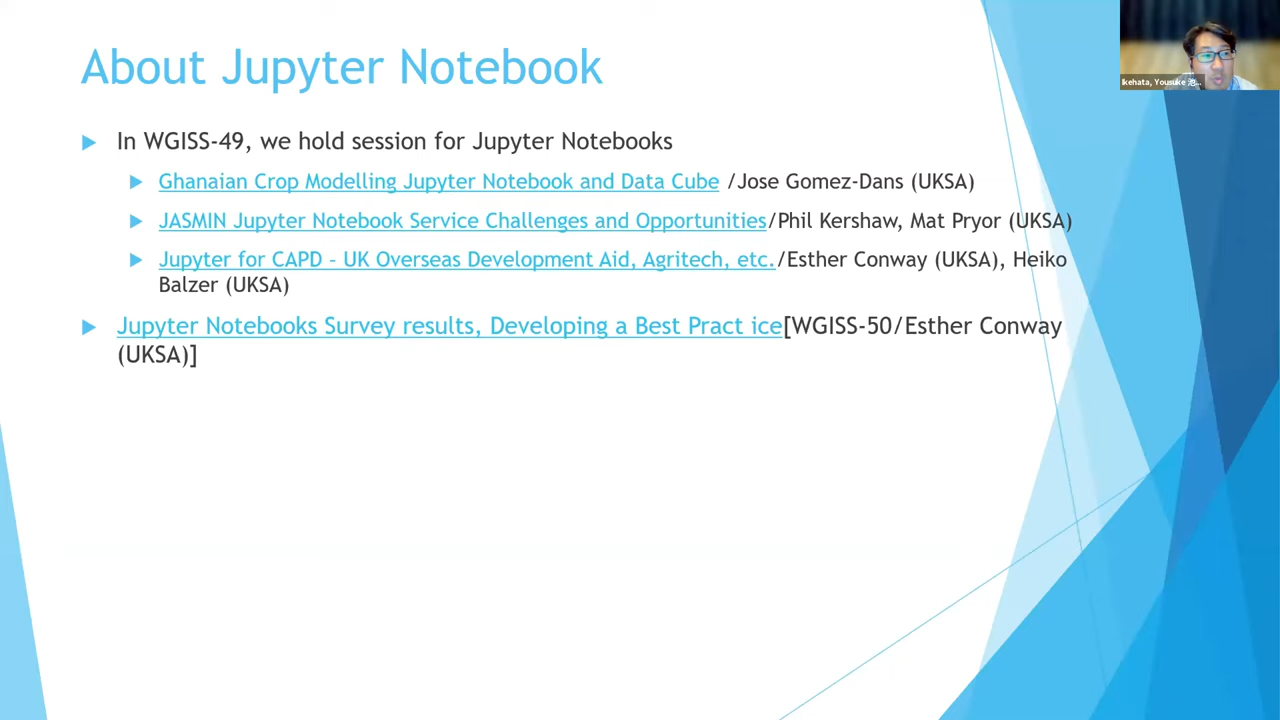 About Jupyter Notebook
Ikehata, Yousuke 池...
In WGISS-49, we hold session for Jupyter Notebooks
Ghanaian Crop Modelling Jupyter Notebook and Data Cube /Jose Gomez-Dans (UKSA)
JASMIN Jupyter Notebook Service Challenges and Opportunities/Phil Kershaw, Mat Pryor (UKSA)
Jupyter for CAPD – UK Overseas Development Aid, Agritech, etc./Esther Conway (UKSA), Heiko
Balzer (UKSA)
Jupyter Notebooks Survey results, Developing a Best Pract ice[WGISS-50/Esther Conway
(UKSA)]